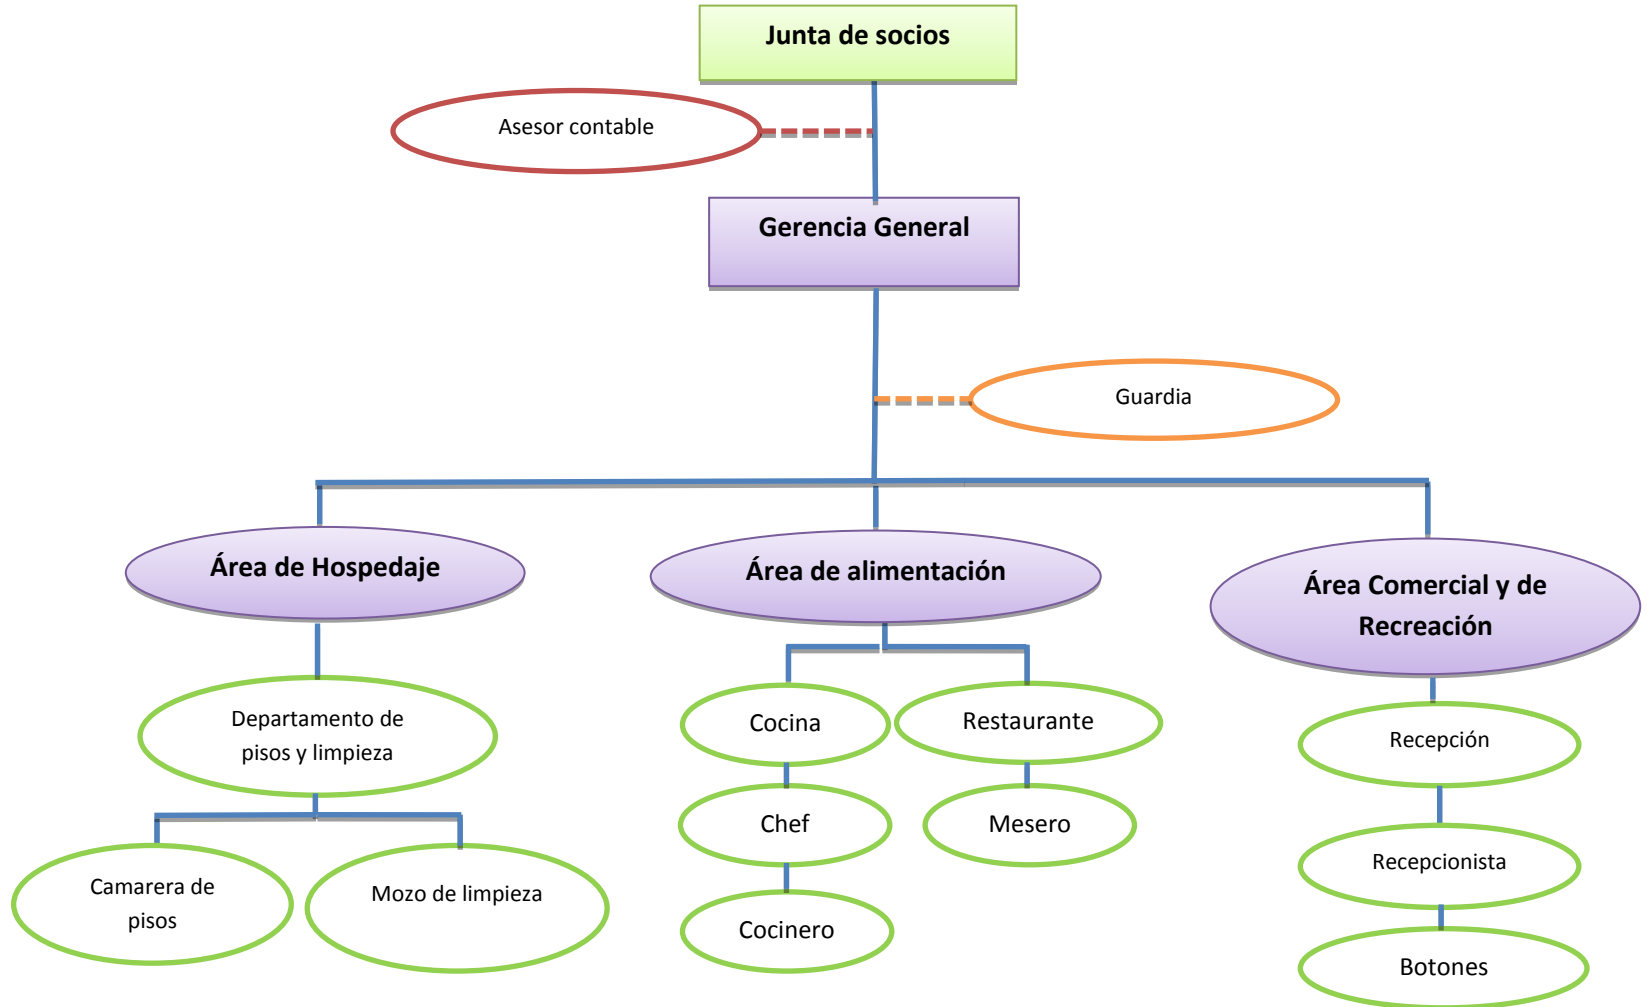 Junta de socios
Asesor contable
Gerencia General
Guardia
Área de Hospedaje
Área de alimentación
Área Comercial y de
Recreación
Departamento de
pisos y limpieza
Cocina
Restaurante
Recepción
Chef
Mesero
Recepcionista
Camarera de
pisos
Mozo de limpieza
Cocinero
Botones